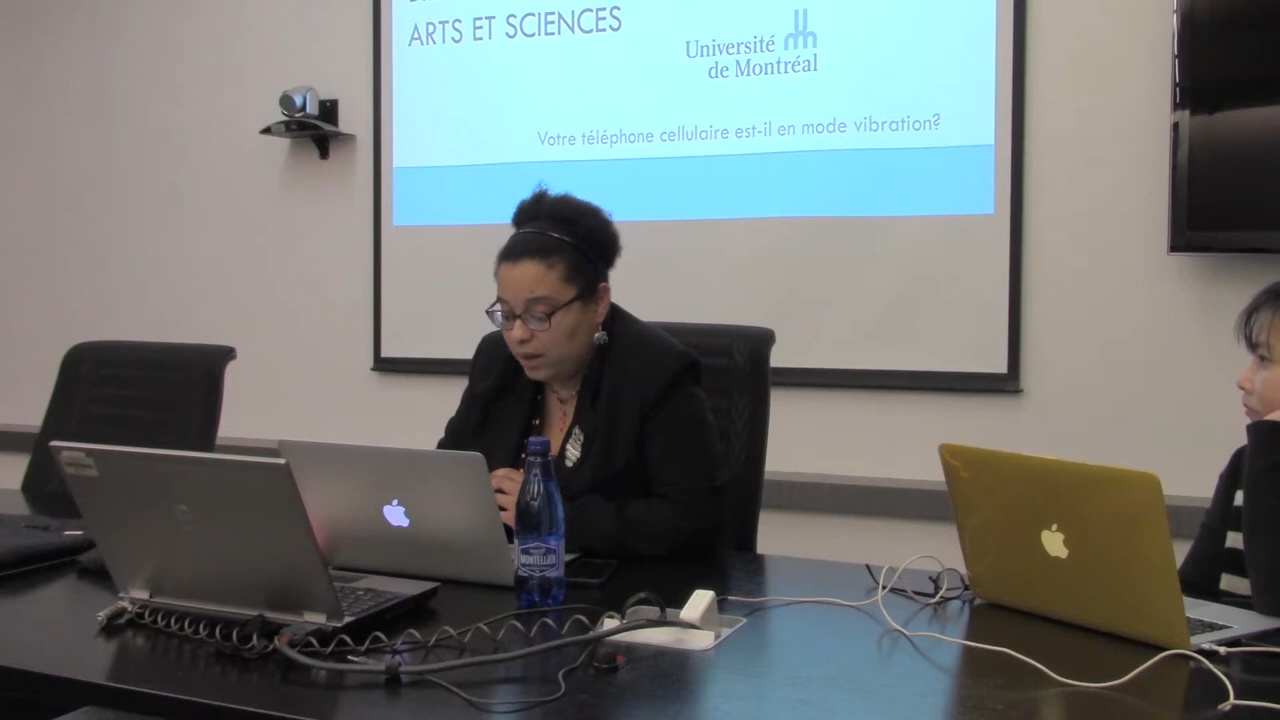 ARTS ET SCIENCES
Université
de Montréal
Votre téléphone cellulaire est-il en mode vibration?
MONTELLIER